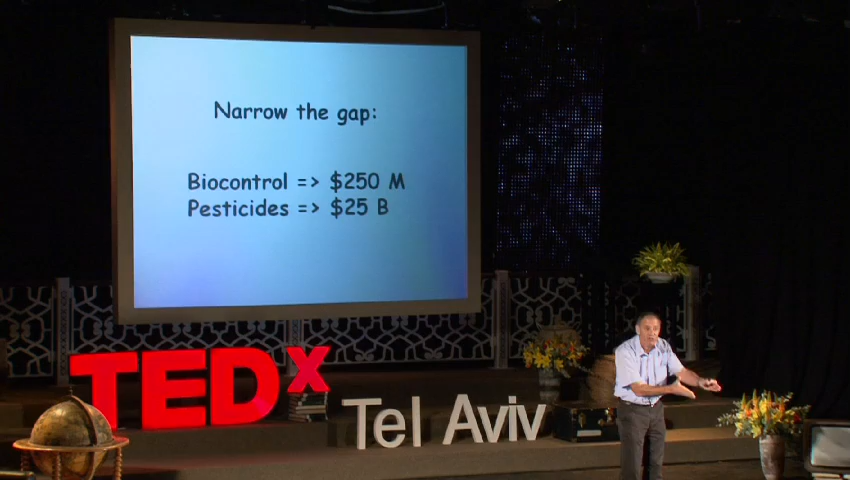 Narrow the gap:
Biocontrol => $250 M
Pesticides => $25 B
TEDx
Tel Aviv